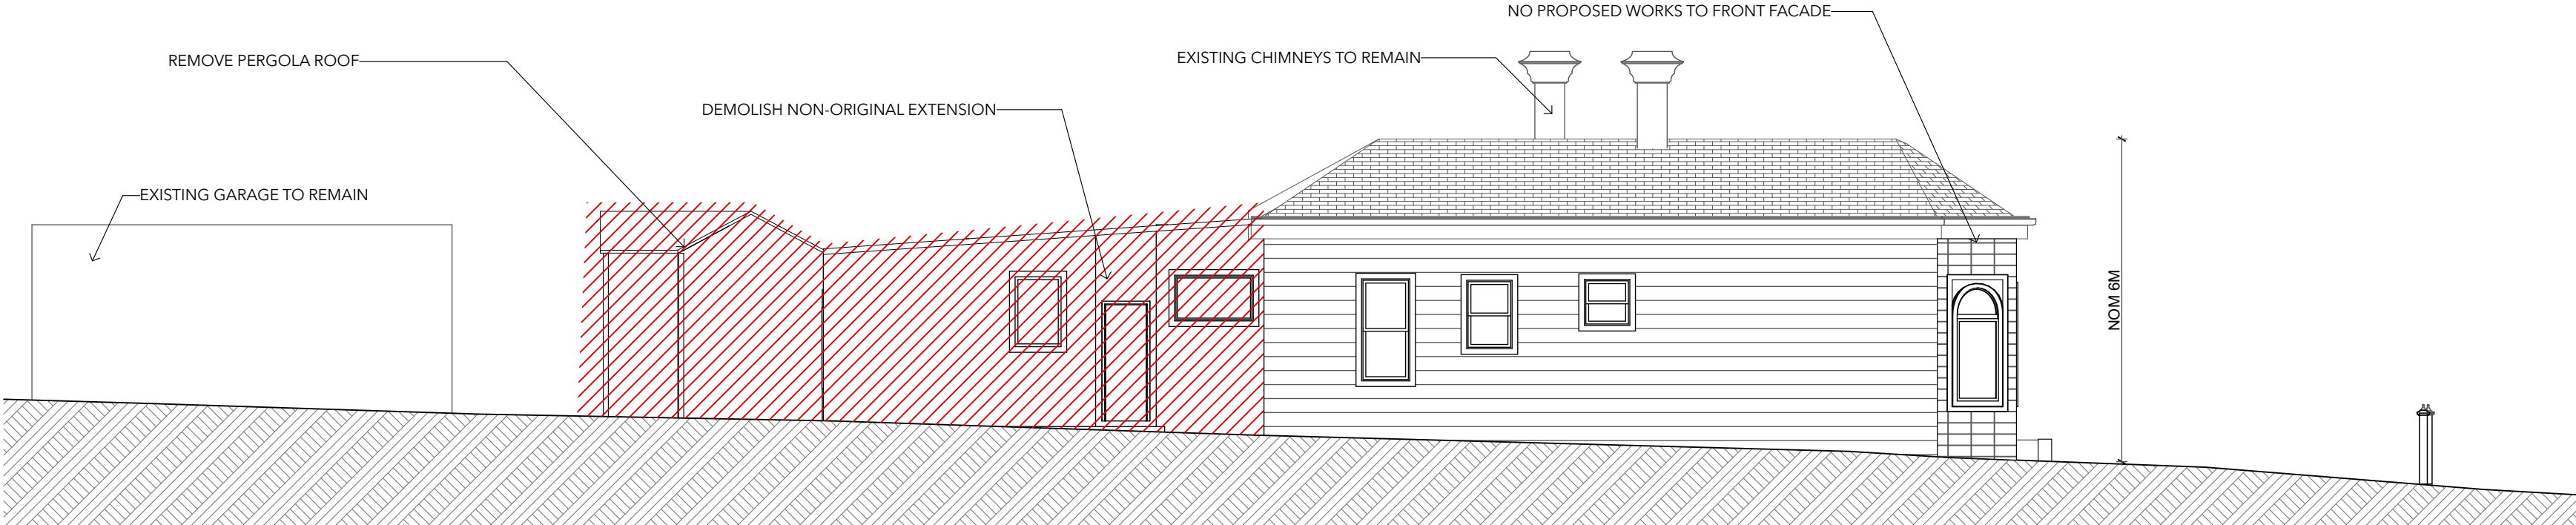 NO PROPOSED WORKS TO FRONT FACADE
EXISTING CHIMNEYS TO REMAIN
REMOVE PERGOLA ROOF
DEMOLISH NON-ORIGINAL EXTENSION
EXISTING GARAGE TO REMAIN
NOM 6M